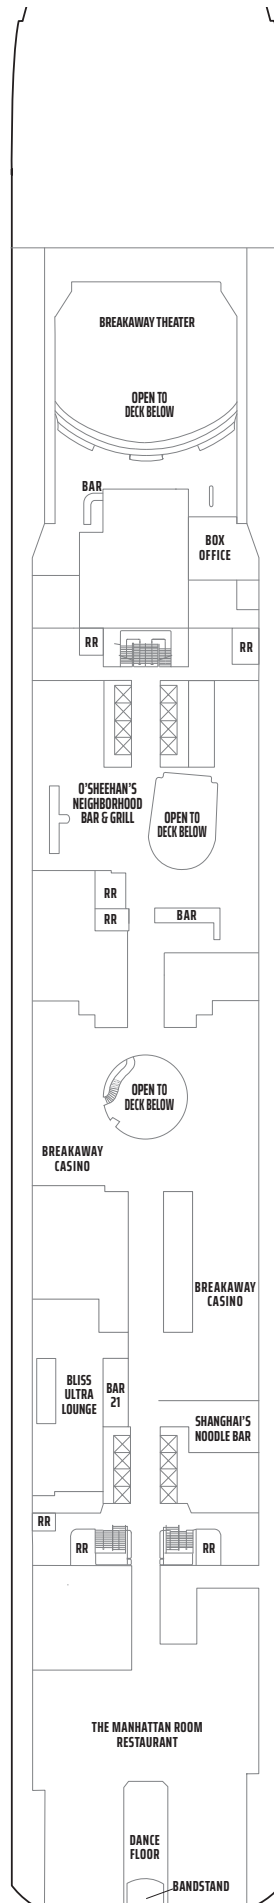 BREAKAWAY THEATER
OPEN TO
DECK BELOW
BAR
BOX
OFFICE
RR
RR
O'SHEEHAN'S
NEIGHBORHOOD
BAR & GRILL
OPEN TO
DECK BELOW
RR
RR
BAR
OPEN TO
DECK BELOW
BREAKAWAY
CASINO
BREAKAWAY
CASINO
BLISS
ULTRA
LOUNGE
BAR
21
SHANGHAI'S
NOODLE BAR
RR
RR
RR
THE MANHATTAN ROOM
RESTAURANT
DANCE
FLOOR
BANDSTAND